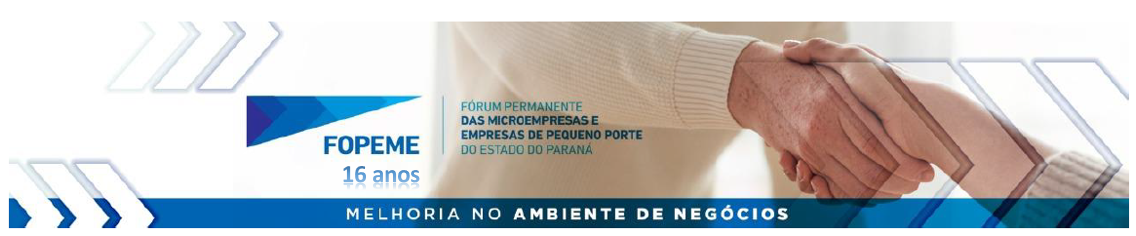 FÓRUM PERMANENTE
DAS MICROEMPRESAS E
EMPRESAS DE PEQUENO PORTE
DO ESTADO DO PARANÁ
FOPEME
16 anos
MELHORIA NO AMBIENTE DE NEGÓCIOS